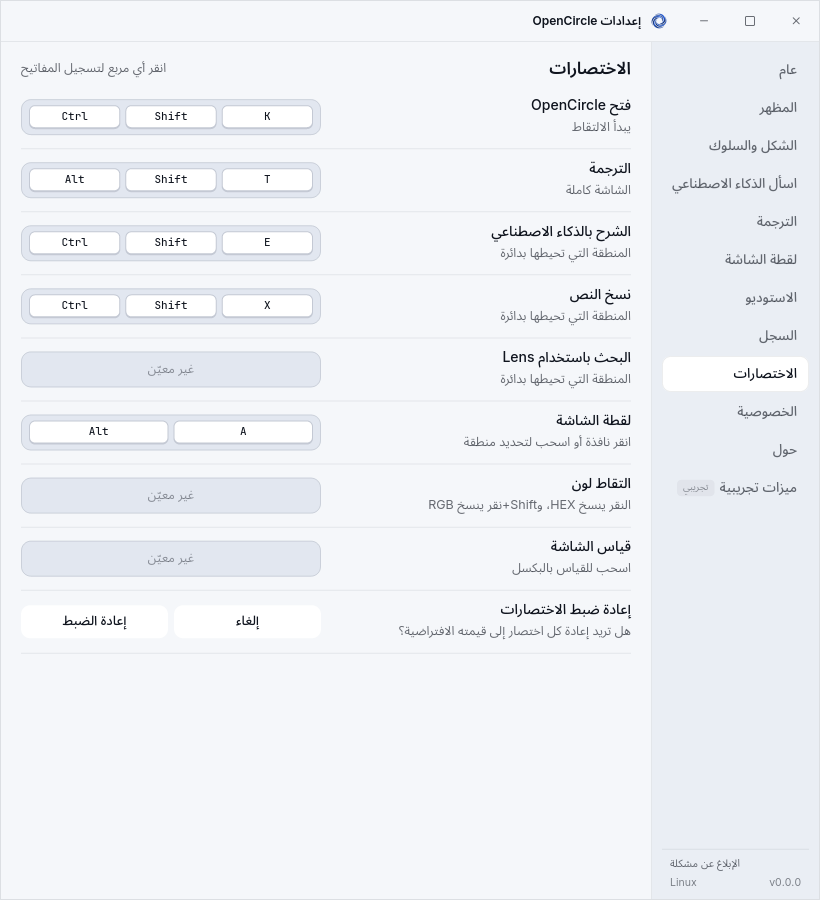 إعدادات OpenCircle
عام
المظهر
الشكل والسلوك
اسأل الذكاء الاصطناعي
الترجمة
لقطة الشاشة
الاستوديو
السجل
الاختصارات
الخصوصية
حول
ميزات تجريبية تجريبي
الإبلاغ عن مشكلة
v0.0.0 Linux
الاختصارات
انقر أي مربع لتسجيل المفاتيح
فتح OpenCircle
يبدأ الالتقاط
Ctrl Shift K
الترجمة
الشاشة كاملة
Alt Shift T
الشرح بالذكاء الاصطناعي
المنطقة التي تحيطها بدائرة
Ctrl Shift E
نسخ النص
المنطقة التي تحيطها بدائرة
Ctrl Shift X
البحث باستخدام Lens
المنطقة التي تحيطها بدائرة
غير معيّن
لقطة الشاشة
انقر نافذة أو اسحب لتحديد منطقة
Alt A
التقاط لون
النقر ينسخ HEX، وShift+نقر ينسخ RGB
غير معيّن
قياس الشاشة
اسحب للقياس بالبكسل
غير معيّن
إعادة ضبط الاختصارات
هل تريد إعادة كل اختصار إلى قيمته الافتراضية؟
إلغاء
إعادة الضبط